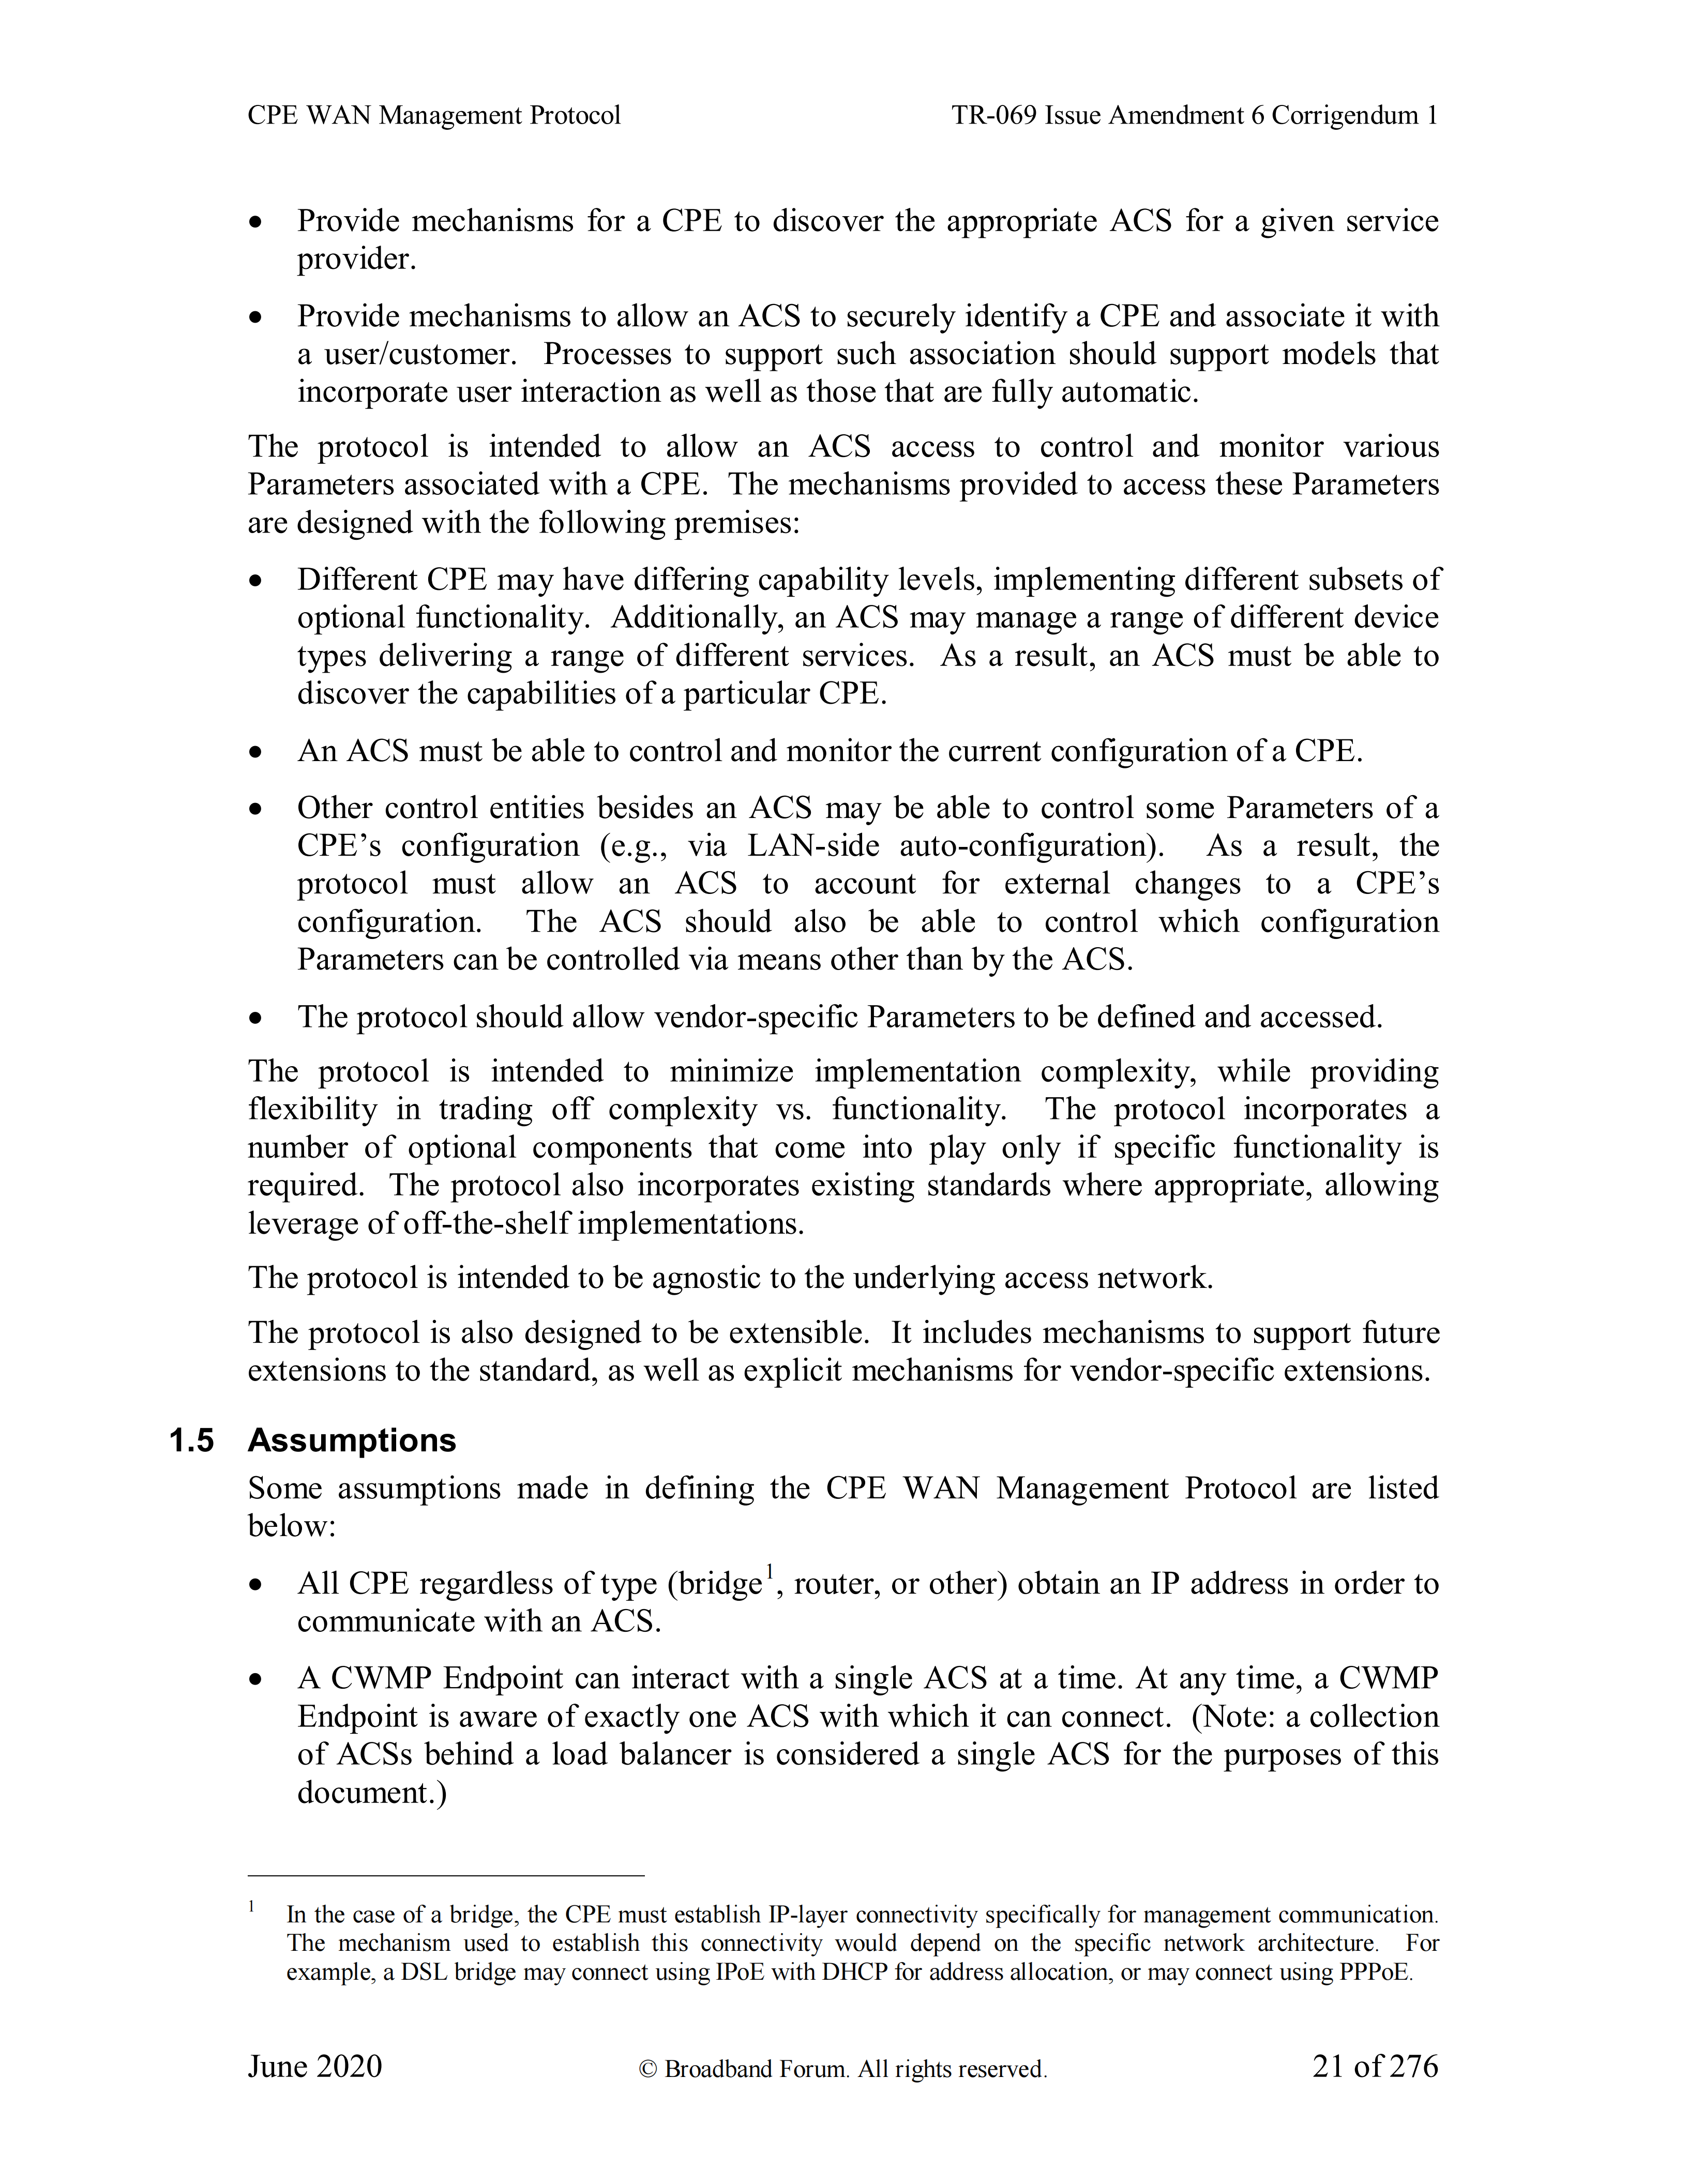 CPE WAN Management Protocol TR-069 Issue Amendment 6 Corrigendum 1
• Provide mechanisms for a CPE to discover the appropriate ACS for a given service
provider.
• Provide mechanisms to allow an ACS to securely identify a CPE and associate it with
a user/customer. Processes to support such association should support models that
incorporate user interaction as well as those that are fully automatic.
The protocol is intended to allow an ACS access to control and monitor various
Parameters associated with a CPE. The mechanisms provided to access these Parameters
are designed with the following premises:
• Different CPE may have differing capability levels, implementing different subsets of
optional functionality. Additionally, an ACS may manage a range of different device
types delivering a range of different services. As a result, an ACS must be able to
discover the capabilities of a particular CPE.
• An ACS must be able to control and monitor the current configuration of a CPE.
• Other control entities besides an ACS may be able to control some Parameters of a
CPE’s configuration (e.g., via LAN-side auto-configuration). As a result, the
protocol must allow an ACS to account for external changes to a CPE’s
configuration. The ACS should also be able to control which configuration
Parameters can be controlled via means other than by the ACS.
• The protocol should allow vendor-specific Parameters to be defined and accessed.
The protocol is intended to minimize implementation complexity, while providing
flexibility in trading off complexity vs. functionality. The protocol incorporates a
number of optional components that come into play only if specific functionality is
required. The protocol also incorporates existing standards where appropriate, allowing
leverage of off-the-shelf implementations.
The protocol is intended to be agnostic to the underlying access network.
The protocol is also designed to be extensible. It includes mechanisms to support future
extensions to the standard, as well as explicit mechanisms for vendor-specific extensions.
1.5 Assumptions
Some assumptions made in defining the CPE WAN Management Protocol are listed
below:
• All CPE regardless of type (bridge1, router, or other) obtain an IP address in order to
communicate with an ACS.
• A CWMP Endpoint can interact with a single ACS at a time. At any time, a CWMP
Endpoint is aware of exactly one ACS with which it can connect. (Note: a collection
of ACSs behind a load balancer is considered a single ACS for the purposes of this
document.)
1 In the case of a bridge, the CPE must establish IP-layer connectivity specifically for management communication.
The mechanism used to establish this connectivity would depend on the specific network architecture. For
example, a DSL bridge may connect using IPoE with DHCP for address allocation, or may connect using PPPoE.
June 2020 © Broadband Forum. All rights reserved. 21 of 276